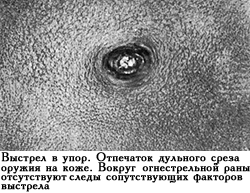 Выстрел в упор. Отпечаток дульного среза
оружия на коже. Вокруг огнестрельной раны
отсутствуют следы сопутствующих факторов
выстрела